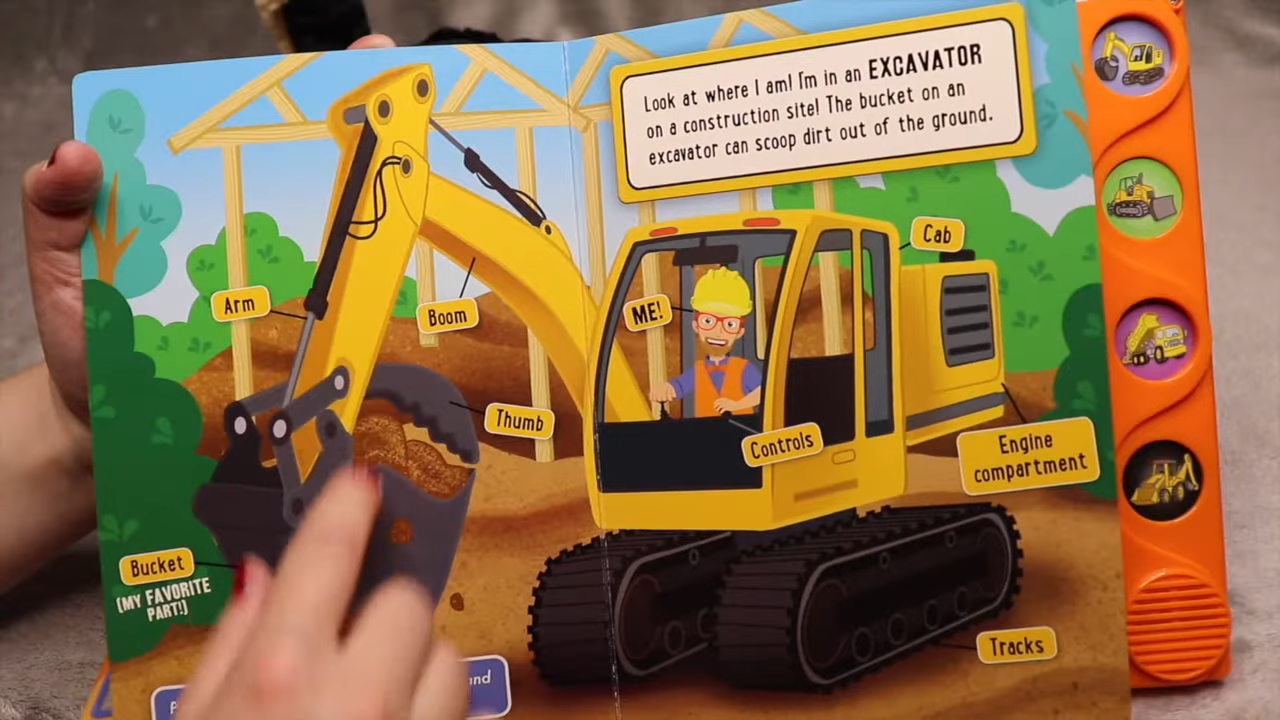 Look at where I am! I'm in an EXCAVATOR
on a construction site! The bucket on an
excavator can scoop dirt out of the ground.
Cab
Arm
Boom
ME!
Thumb
Controls
Engine
compartment
Bucket
(MY FAVORITE
PART!)
Tracks